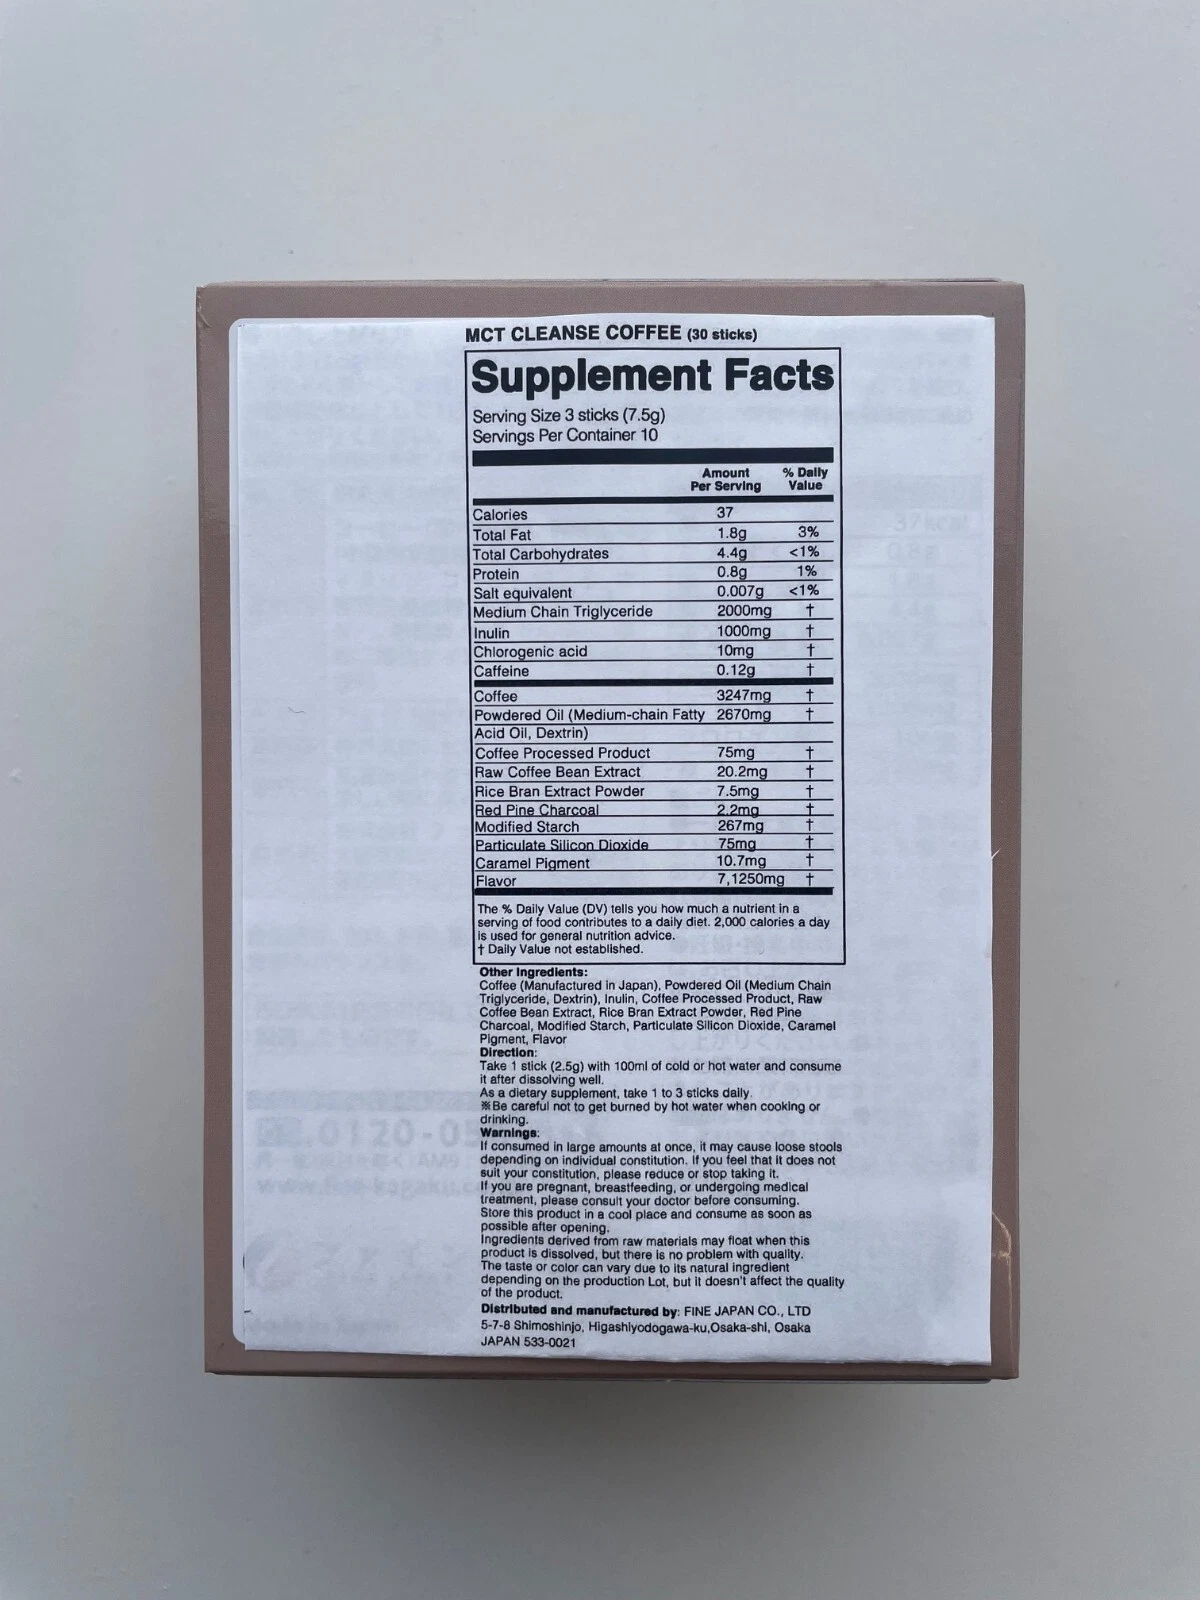 MCT CLEANSE COFFEE (30 sticks)
Supplement Facts
Serving Size 3 sticks (7.5g)
Servings Per Container 10
Amount Per Serving % Daily Value
Calories 37
Total Fat 1.8g 3%
Total Carbohydrates 4.4g <1%
Protein 0.8g 1%
Salt equivalent 0.007g <1%
Medium Chain Triglyceride 2000mg †
Inulin 1000mg †
Chlorogenic acid 10mg †
Caffeine 0.12g †
Coffee 3247mg †
Powdered Oil (Medium-chain Fatty 2670mg †
Acid Oil, Dextrin)
Coffee Processed Product 75mg †
Raw Coffee Bean Extract 20.2mg †
Rice Bran Extract Powder 7.5mg †
Red Pine Charcoal 2.2mg †
Modified Starch 267mg †
Particulate Silicon Dioxide 75mg †
Caramel Pigment 10.7mg †
Flavor 7,1250mg †
The % Daily Value (DV) tells you how much a nutrient in a
serving of food contributes to a daily diet. 2,000 calories a day
is used for general nutrition advice.
† Daily Value not established.
Other Ingredients:
Coffee (Manufactured in Japan), Powdered Oil (Medium Chain
Triglyceride, Dextrin), Inulin, Coffee Processed Product, Raw
Coffee Bean Extract, Rice Bran Extract Powder, Red Pine
Charcoal, Modified Starch, Particulate Silicon Dioxide, Caramel
Pigment, Flavor
Direction:
Take 1 stick (2.5g) with 100ml of cold or hot water and consume
it after dissolving well.
As a dietary supplement, take 1 to 3 sticks daily.
※Be careful not to get burned by hot water when cooking or
drinking.
Warnings:
If consumed in large amounts at once, it may cause loose stools
depending on individual constitution. If you feel that it does not
suit your constitution, please reduce or stop taking it.
If you are pregnant, breastfeeding, or undergoing medical
treatment, please consult your doctor before consuming.
Store this product in a cool place and consume as soon as
possible after opening.
Ingredients derived from raw materials may float when this
product is dissolved, but there is no problem with quality.
The taste or color can vary due to its natural ingredient
depending on the production Lot, but it doesn't affect the quality
of the product.
Distributed and manufactured by: FINE JAPAN CO., LTD
5-7-8 Shimoshinjo, Higashiyodogawa-ku,Osaka-shi, Osaka
JAPAN 533-0021